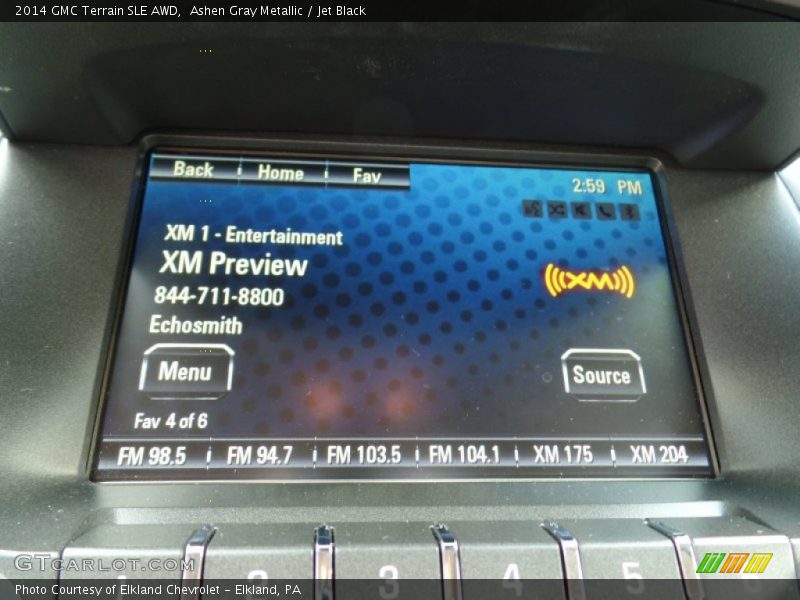 2014 GMC Terrain SLE AWD,  Ashen Gray Metallic / Jet Black
Back Home Fav
2:59 PM
XM 1 - Entertainment
XM Preview
844-711-8800
Echosmith
XM
Menu
Source
Fav 4 of 6
FM 98.5 FM 94.7 FM 103.5 FM 104.1 XM 175 XM 204
1 2 3 4 5 6
GTCARLOT.COM
Photo Courtesy of Elkland Chevrolet – Elkland, PA